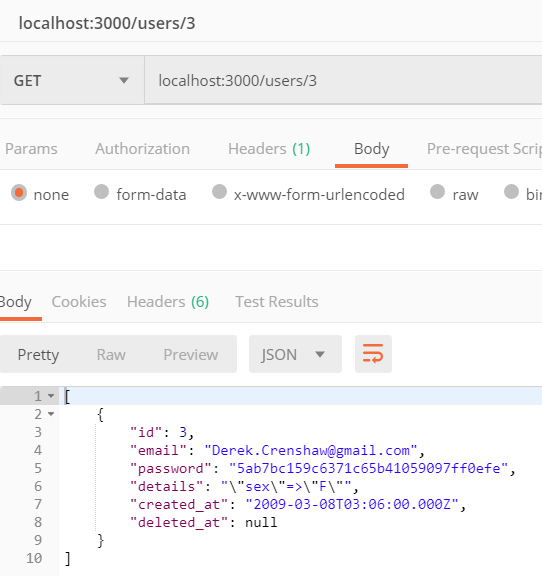 localhost:3000/users/3
GET localhost:3000/users/3
Params Authorization Headers (1) Body Pre-request Scrip
none form-data x-www-form-urlencoded raw bin
Body Cookies Headers (6) Test Results
Pretty Raw Preview JSON
1 [
2 {
3 "id": 3,
4 "email": "Derek.Crenshaw@gmail.com",
5 "password": "5ab7bc159c6371c65b41059097ff0efe",
6 "details": "\"sex\"=>\"F\"",
7 "created_at": "2009-03-08T03:06:00.000Z",
8 "deleted_at": null
9 }
10 ]